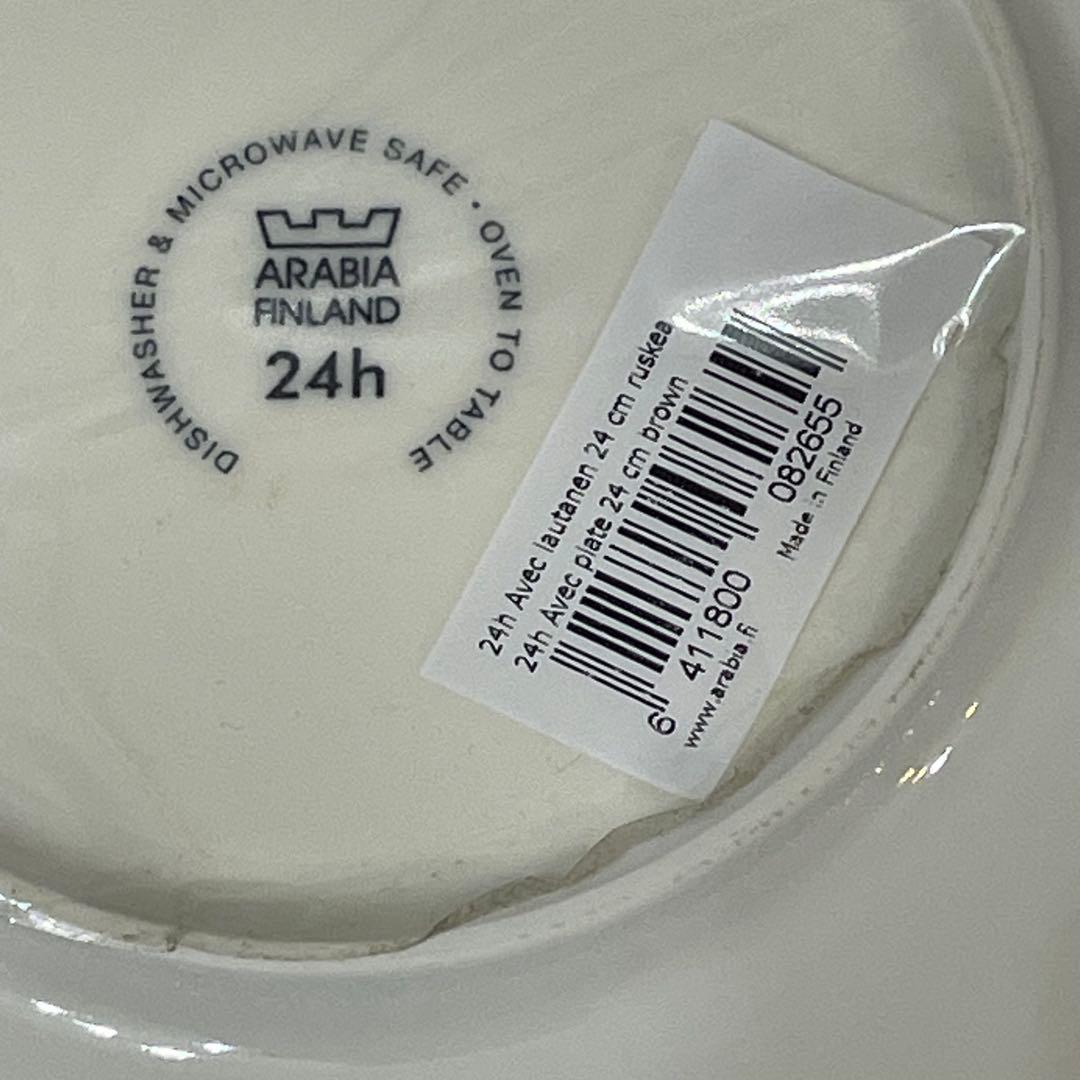 DISHWASHER & MICROWAVE SAFE · OVEN TO TABLE
ARABIA
FINLAND
24h
24h Avec lautanen 24 cm ruskea
24h Avec plate 24 cm brown
6 411800 082655
www.arabia.fi
Made in Finland